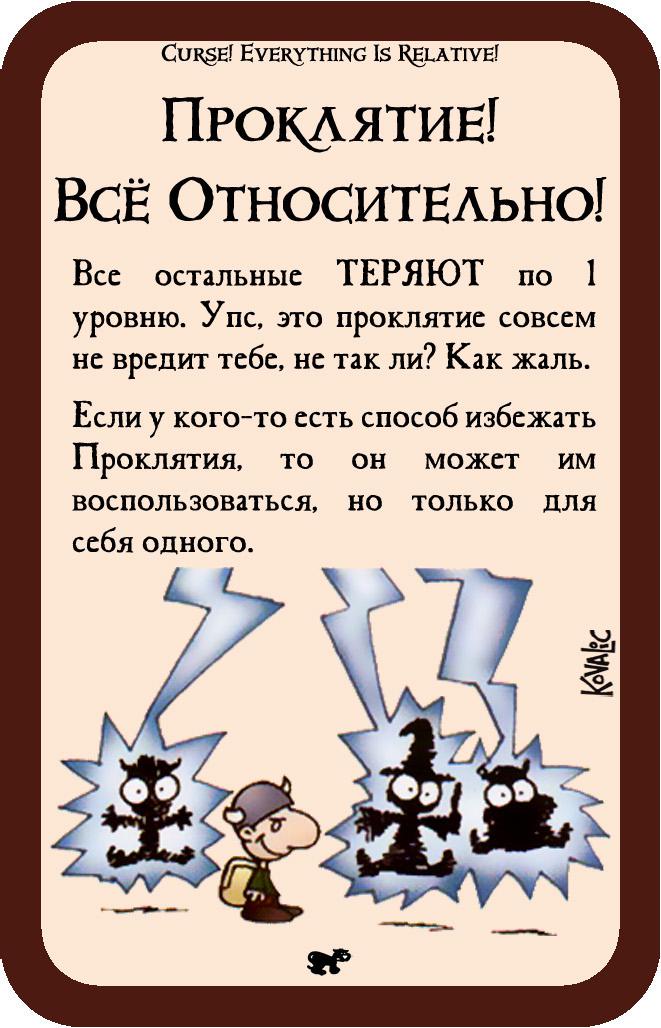 Curse! Everything Is Relative!
Проклятие!
Всё Относительно!
Все остальные ТЕРЯЮТ по 1
уровню. Упс, это проклятие совсем
не вредит тебе, не так ли? Как жаль.
Если у кого-то есть способ избежать
Проклятия, то он может им
воспользоваться, но только для
себя одного.
KOVALIC